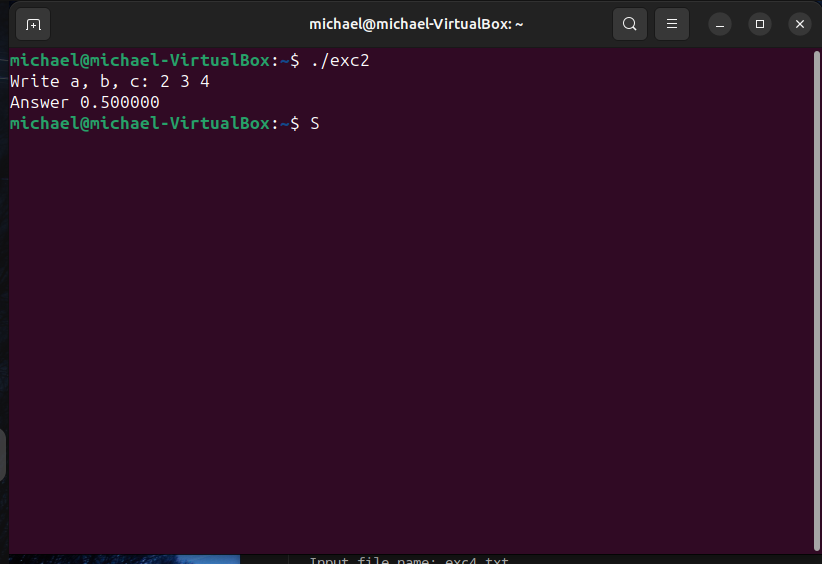 michael@michael-VirtualBox: ~
michael@michael-VirtualBox:~$ ./exc2
Write a, b, c: 2 3 4
Answer 0.500000
michael@michael-VirtualBox:~$ S
Input file name: exc4.txt